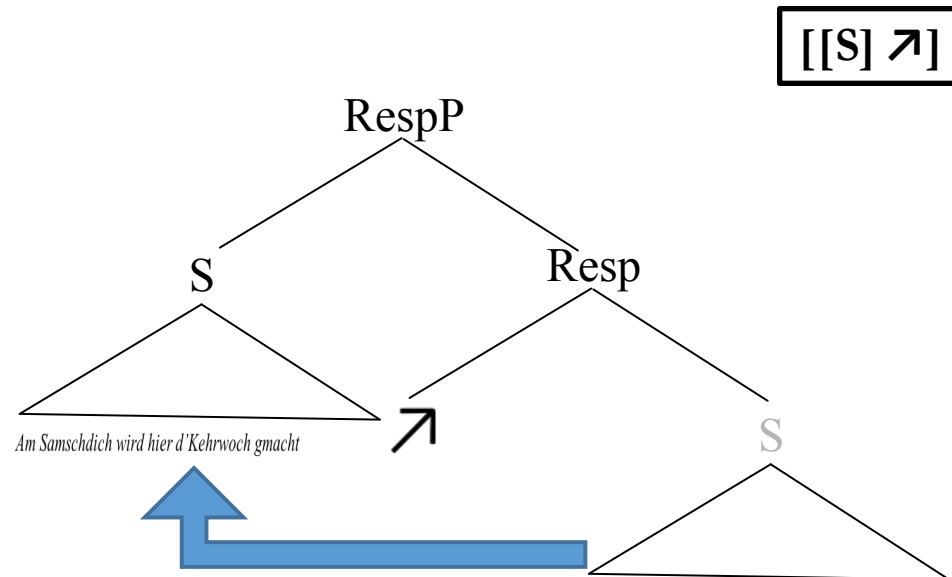 [[S] ↗]
RespP
S
Resp
Am Samschdich wird hier d’Kehrwoch gmacht
↗
S